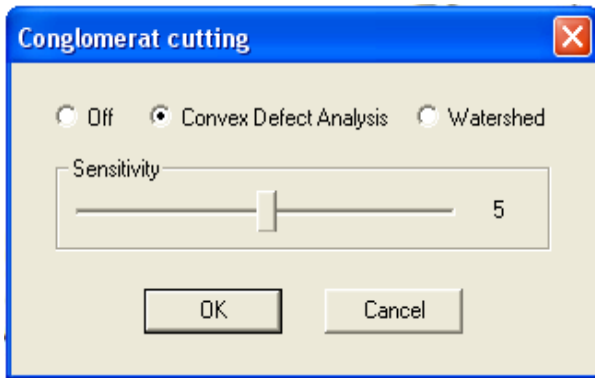 Conglomerat cutting
Off Convex Defect Analysis Watershed
Sensitivity
5
OK Cancel